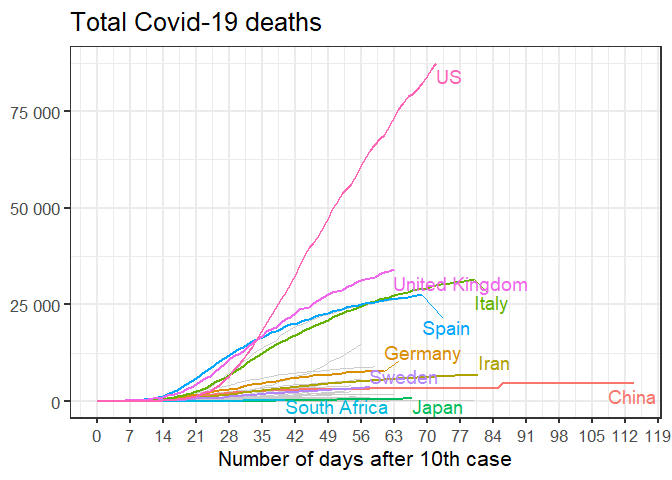 Total Covid-19 deaths
US
75 000
50 000
United Kingdom
25 000
Italy
Spain
Germany
Iran
Sweden
China
0
South Africa
Japan
0 7 14 21 28 35 42 49 56 63 70 77 84 91 98 105 112 119
Number of days after 10th case